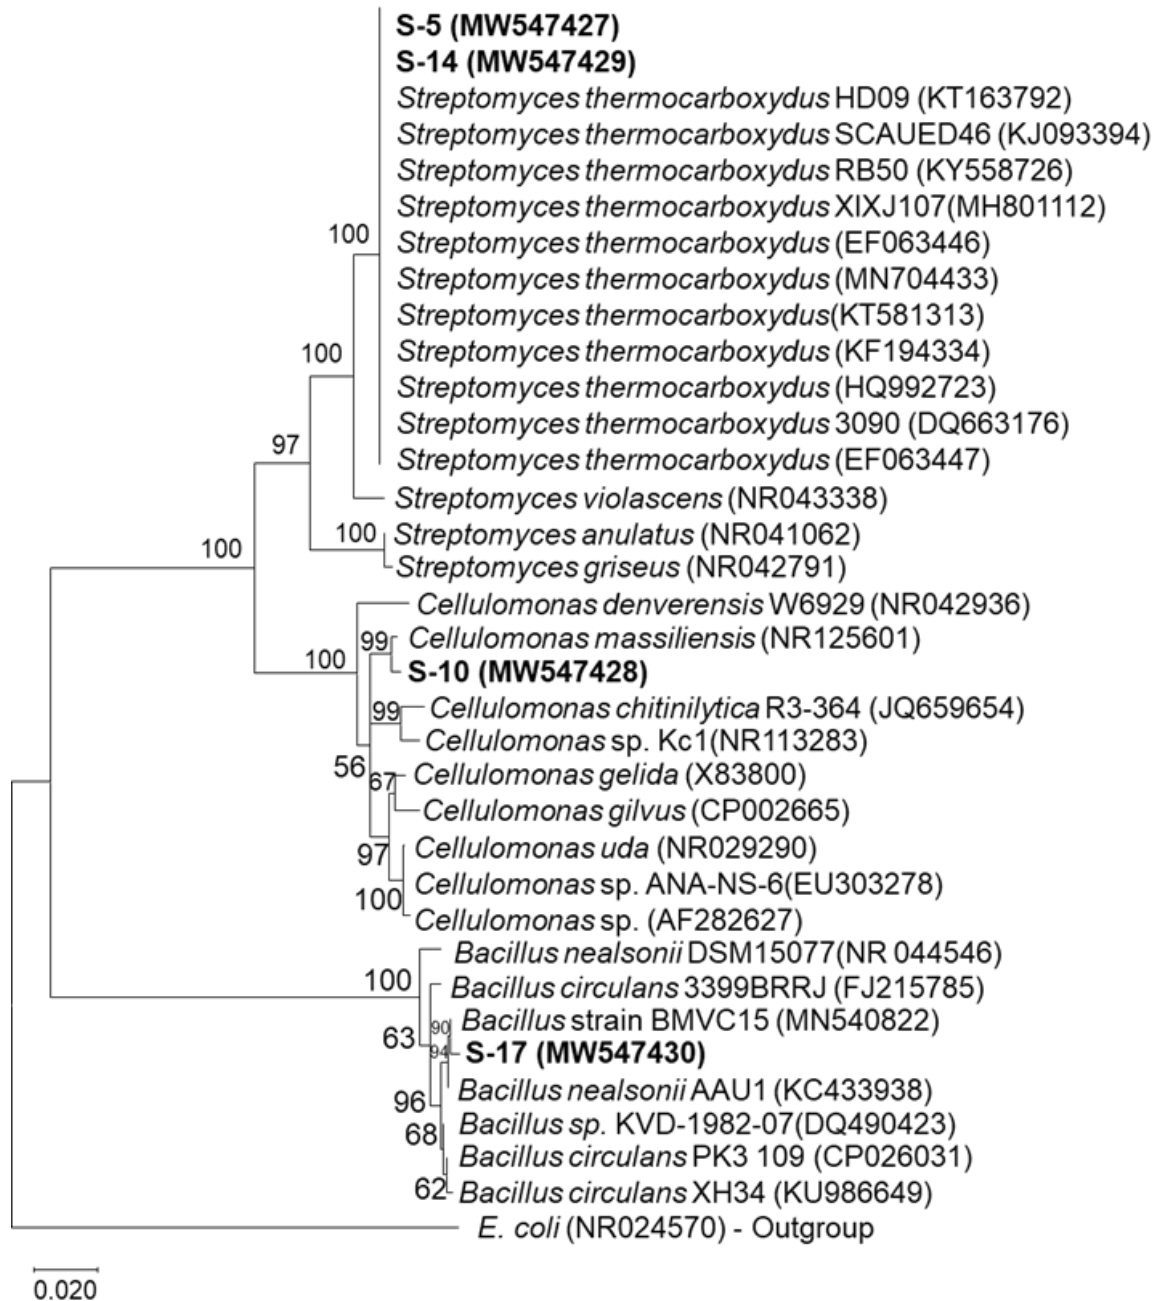 S-5 (MW547427)
S-14 (MW547429)
Streptomyces thermocarboxydus HD09 (KT163792)
Streptomyces thermocarboxydus SCAUED46 (KJ093394)
Streptomyces thermocarboxydus RB50 (KY558726)
Streptomyces thermocarboxydus XIXJ107(MH801112)
100
Streptomyces thermocarboxydus (EF063446)
Streptomyces thermocarboxydus (MN704433)
Streptomyces thermocarboxydus(KT581313)
100
Streptomyces thermocarboxydus (KF194334)
Streptomyces thermocarboxydus (HQ992723)
Streptomyces thermocarboxydus 3090 (DQ663176)
97
Streptomyces thermocarboxydus (EF063447)
Streptomyces violascens (NR043338)
100
Streptomyces anulatus (NR041062)
100
Streptomyces griseus (NR042791)
Cellulomonas denverensis W6929 (NR042936)
99
Cellulomonas massiliensis (NR125601)
100
S-10 (MW547428)
99
Cellulomonas chitinilytica R3-364 (JQ659654)
Cellulomonas sp. Kc1(NR113283)
56
67
Cellulomonas gelida (X83800)
Cellulomonas gilvus (CP002665)
97
Cellulomonas uda (NR029290)
Cellulomonas sp. ANA-NS-6(EU303278)
100
Cellulomonas sp. (AF282627)
Bacillus nealsonii DSM15077(NR 044546)
100
Bacillus circulans 3399BRRJ (FJ215785)
90
Bacillus strain BMVC15 (MN540822)
63
94
S-17 (MW547430)
96
Bacillus nealsonii AAU1 (KC433938)
68
Bacillus sp. KVD-1982-07(DQ490423)
Bacillus circulans PK3 109 (CP026031)
62
Bacillus circulans XH34 (KU986649)
E. coli (NR024570) - Outgroup
0.020